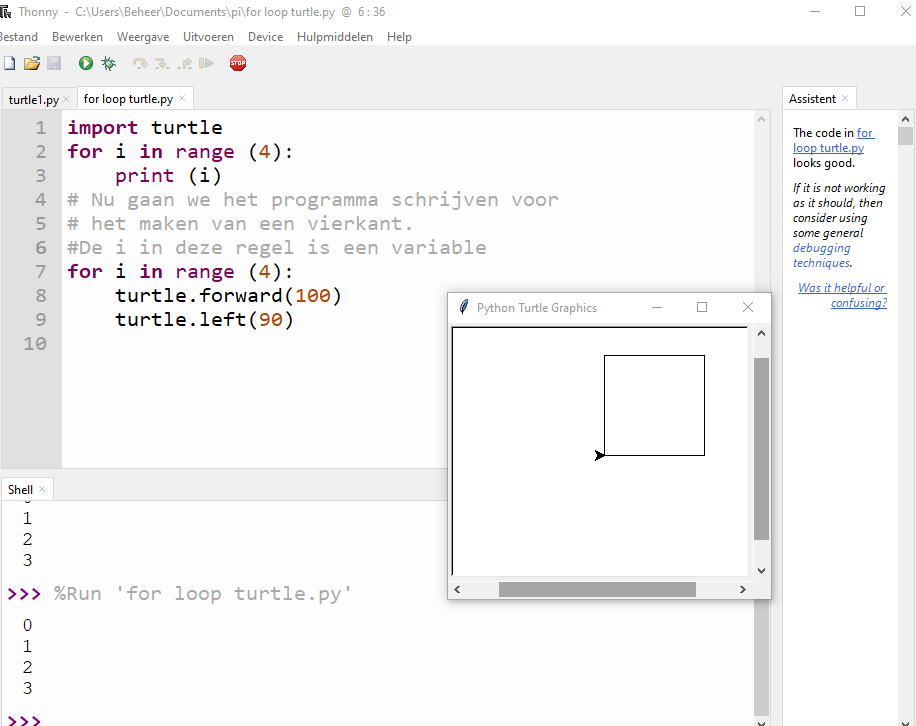 Thonny - C:\Users\Beheer\Documents\pi\for loop turtle.py @ 6 : 36
Bestand Bewerken Weergave Uitvoeren Device Hulpmiddelen Help
STOP
turtle1.py × for loop turtle.py ×
1 import turtle
2 for i in range (4):
3 print (i)
4 # Nu gaan we het programma schrijven voor
5 # het maken van een vierkant.
6 #De i in deze regel is een variable
7 for i in range (4):
8 turtle.forward(100)
9 turtle.left(90)
10
Python Turtle Graphics
Shell ×
1
2
3
>>> %Run 'for loop turtle.py'
0
1
2
3
>>>
Assistent ×
The code in for
loop turtle.py
looks good.
If it is not working
as it should, then
consider using
some general
debugging
techniques.
Was it helpful or
confusing?